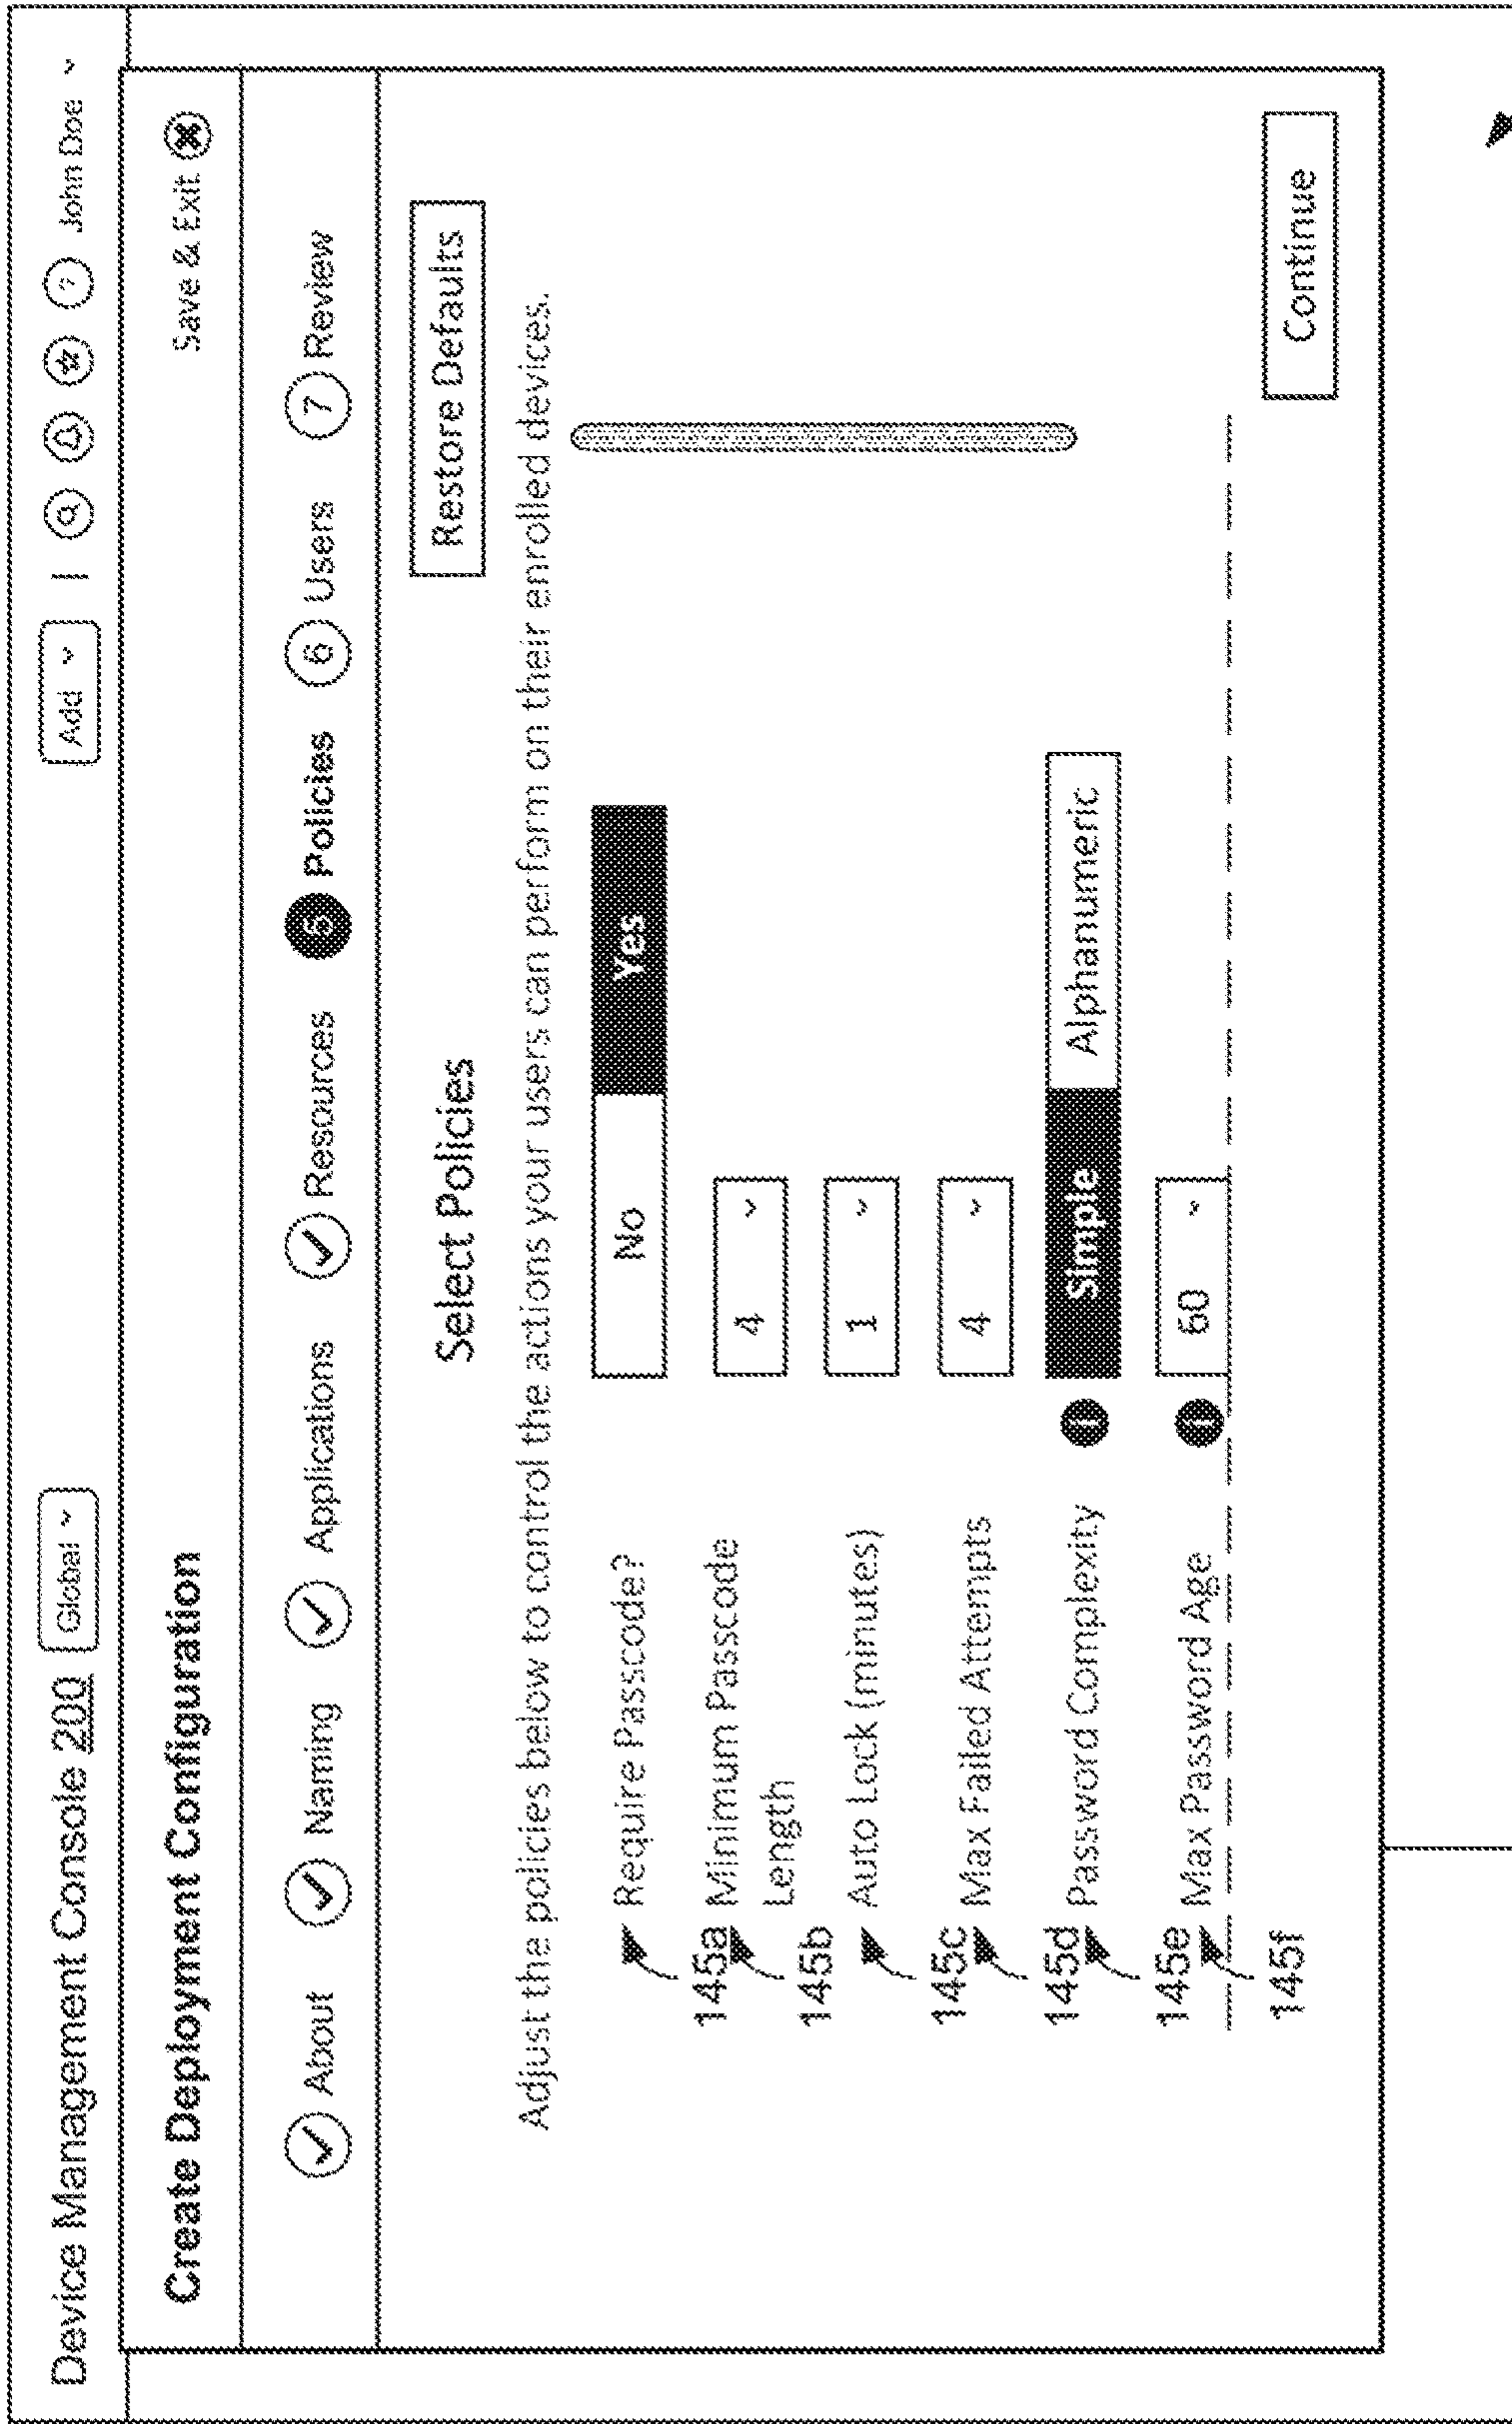 Device Management Console 200 Global Add | ? John Doe
Create Deployment Configuration Save & Exit
About Naming Applications Resources 5 Policies 6 Users 7 Review
Select Policies Restore Defaults
Adjust the policies below to control the actions your users can perform on their enrolled devices.
Require Passcode? No Yes
145a
Minimum Passcode 4
Length
145b
Auto Lock (minutes) 1
145c
Max Failed Attempts 4
145d
Password Complexity Simple Alphanumeric
145e
Max Password Age 60
145f
Continue